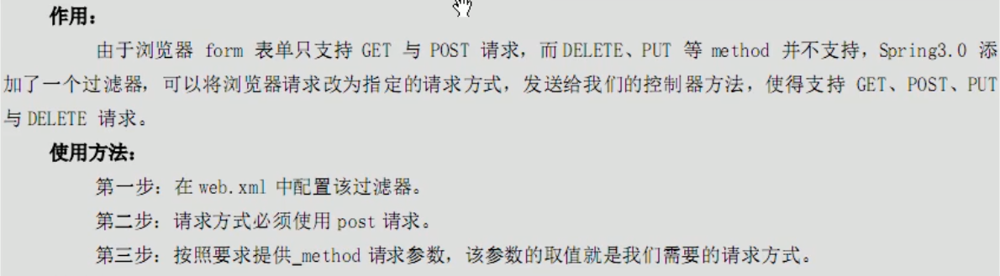 作用：
由于浏览器 form 表单只支持 GET 与 POST 请求，而DELETE、PUT 等 method 并不支持，Spring3.0 添
加了一个过滤器，可以将浏览器请求改为指定的请求方式，发送给我们的控制器方法，使得支持 GET、POST、PUT
与DELETE 请求。
使用方法：
第一步：在 web.xml 中配置该过滤器。
第二步：请求方式必须使用 post 请求。
第三步：按照要求提供_method 请求参数，该参数的取值就是我们需要的请求方式。